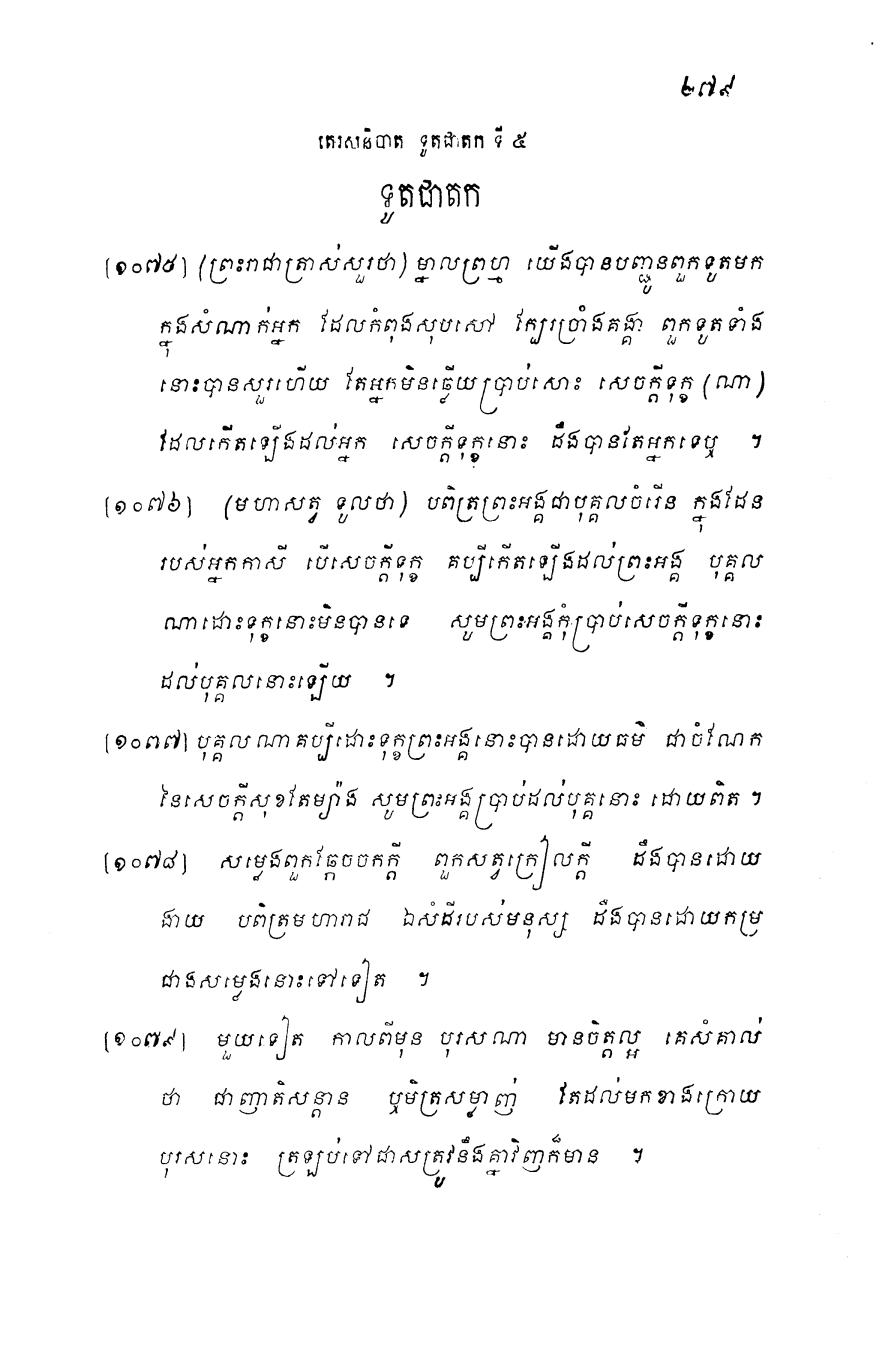 ២៧៩
តេរសនិបាត ទូតជាតក ទី ៥
ទូតជាតក
[១០៧៥] (ព្រះរាជាត្រាស់សួរថា) ម្នាលព្រហ្ម យើងបានបញ្ជូនពួកទូតមក
ក្នុងសំណាក់អ្នក ដែលកំពុងសុបសៅ ក្បែរច្រាំងគង្គា ពួកទូតទាំង
នោះបានសួរហើយ តែអ្នកមិនធ្លើយប្រាប់សោះ សេចក្តីទុក្ខ (ណា)
ដែលកើតឡើងដល់អ្នក សេចក្តីទុក្ខនោះ ដឹងបានតែអ្នកទេឬ ។
[១០៧៦] (មហាសត្វ ទូលថា) បពិត្រព្រះអង្គជាបុគ្គលចំរើន ក្នុងដែន
របស់អ្នកកាសី បើសេចក្តីទុក្ខ គប្បីកើតឡើងដល់ព្រះអង្គ បុគ្គល
ណាដោះទុក្ខនោះមិនបានទេ សូមព្រះអង្គកុំប្រាប់សេចក្តីទុក្ខនោះ
ដល់បុគ្គលនោះឡើយ ។
[១០៧៧] បុគ្គលណាគប្បីដោះទុក្ខព្រះអង្គនោះបានដោយធម៌ ជាចំណែក
នៃសេចក្តីសុខតែម្យ៉ាង សូមព្រះអង្គប្រាប់ដល់បុគ្គនោះ ដោយពិត ។
[១០៧៨] សម្លេងពួកឆ្កែចចកក្តី ពួកសត្វក្រៀលក្តី ដឹងបានដោយ
ងាយ បពិត្រមហារាជ ឯសំដីរបស់មនុស្ស ដឹងបានដោយកម្រ
ជាងសម្លេងនោះទៅទៀត ។
[១០៧៩] មួយទៀត កាលពីមុន បុរសណា មានចិត្តល្អ គេសំគាល់
ថា ជាញាតិសន្តាន ឬមិត្រសម្លាញ់ តែដល់មកខាងក្រោយ
បុរសនោះ ត្រឡប់ទៅជាសត្រូវនឹងគ្នាវិញក៏មាន ។